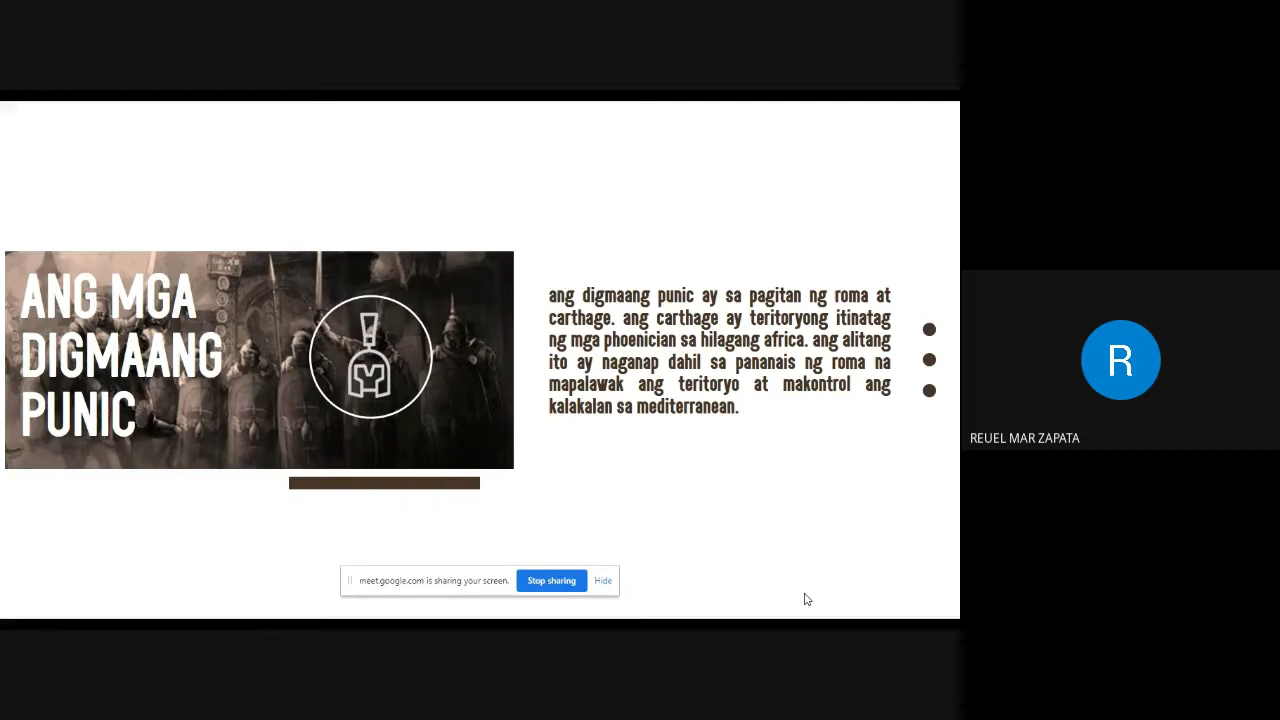 ANG MGA
DIGMAANG
PUNIC
ang digmaang punic ay sa pagitan ng roma at
carthage. ang carthage ay teritoryong itinatag
ng mga phoenician sa hilagang africa. ang alitang
ito ay naganap dahil sa pananais ng roma na
mapalawak ang teritoryo at makontrol ang
kalakalan sa mediterranean.
meet.google.com is sharing your screen.
Stop sharing
Hide
R
REUEL MAR ZAPATA